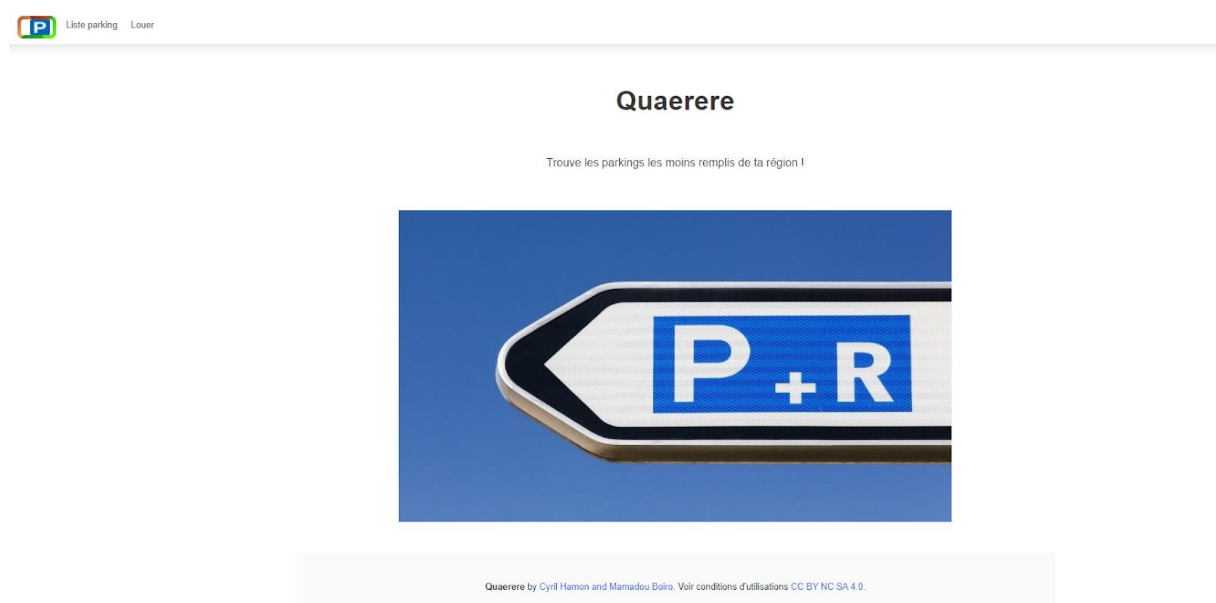 P Liste parking Louer
Quaerere
Trouve les parkings les moins remplis de ta région !
P + R
Quaerere by Cyril Hamon and Mamadou Boiro. Voir conditions d'utilisations CC BY NC SA 4.0.